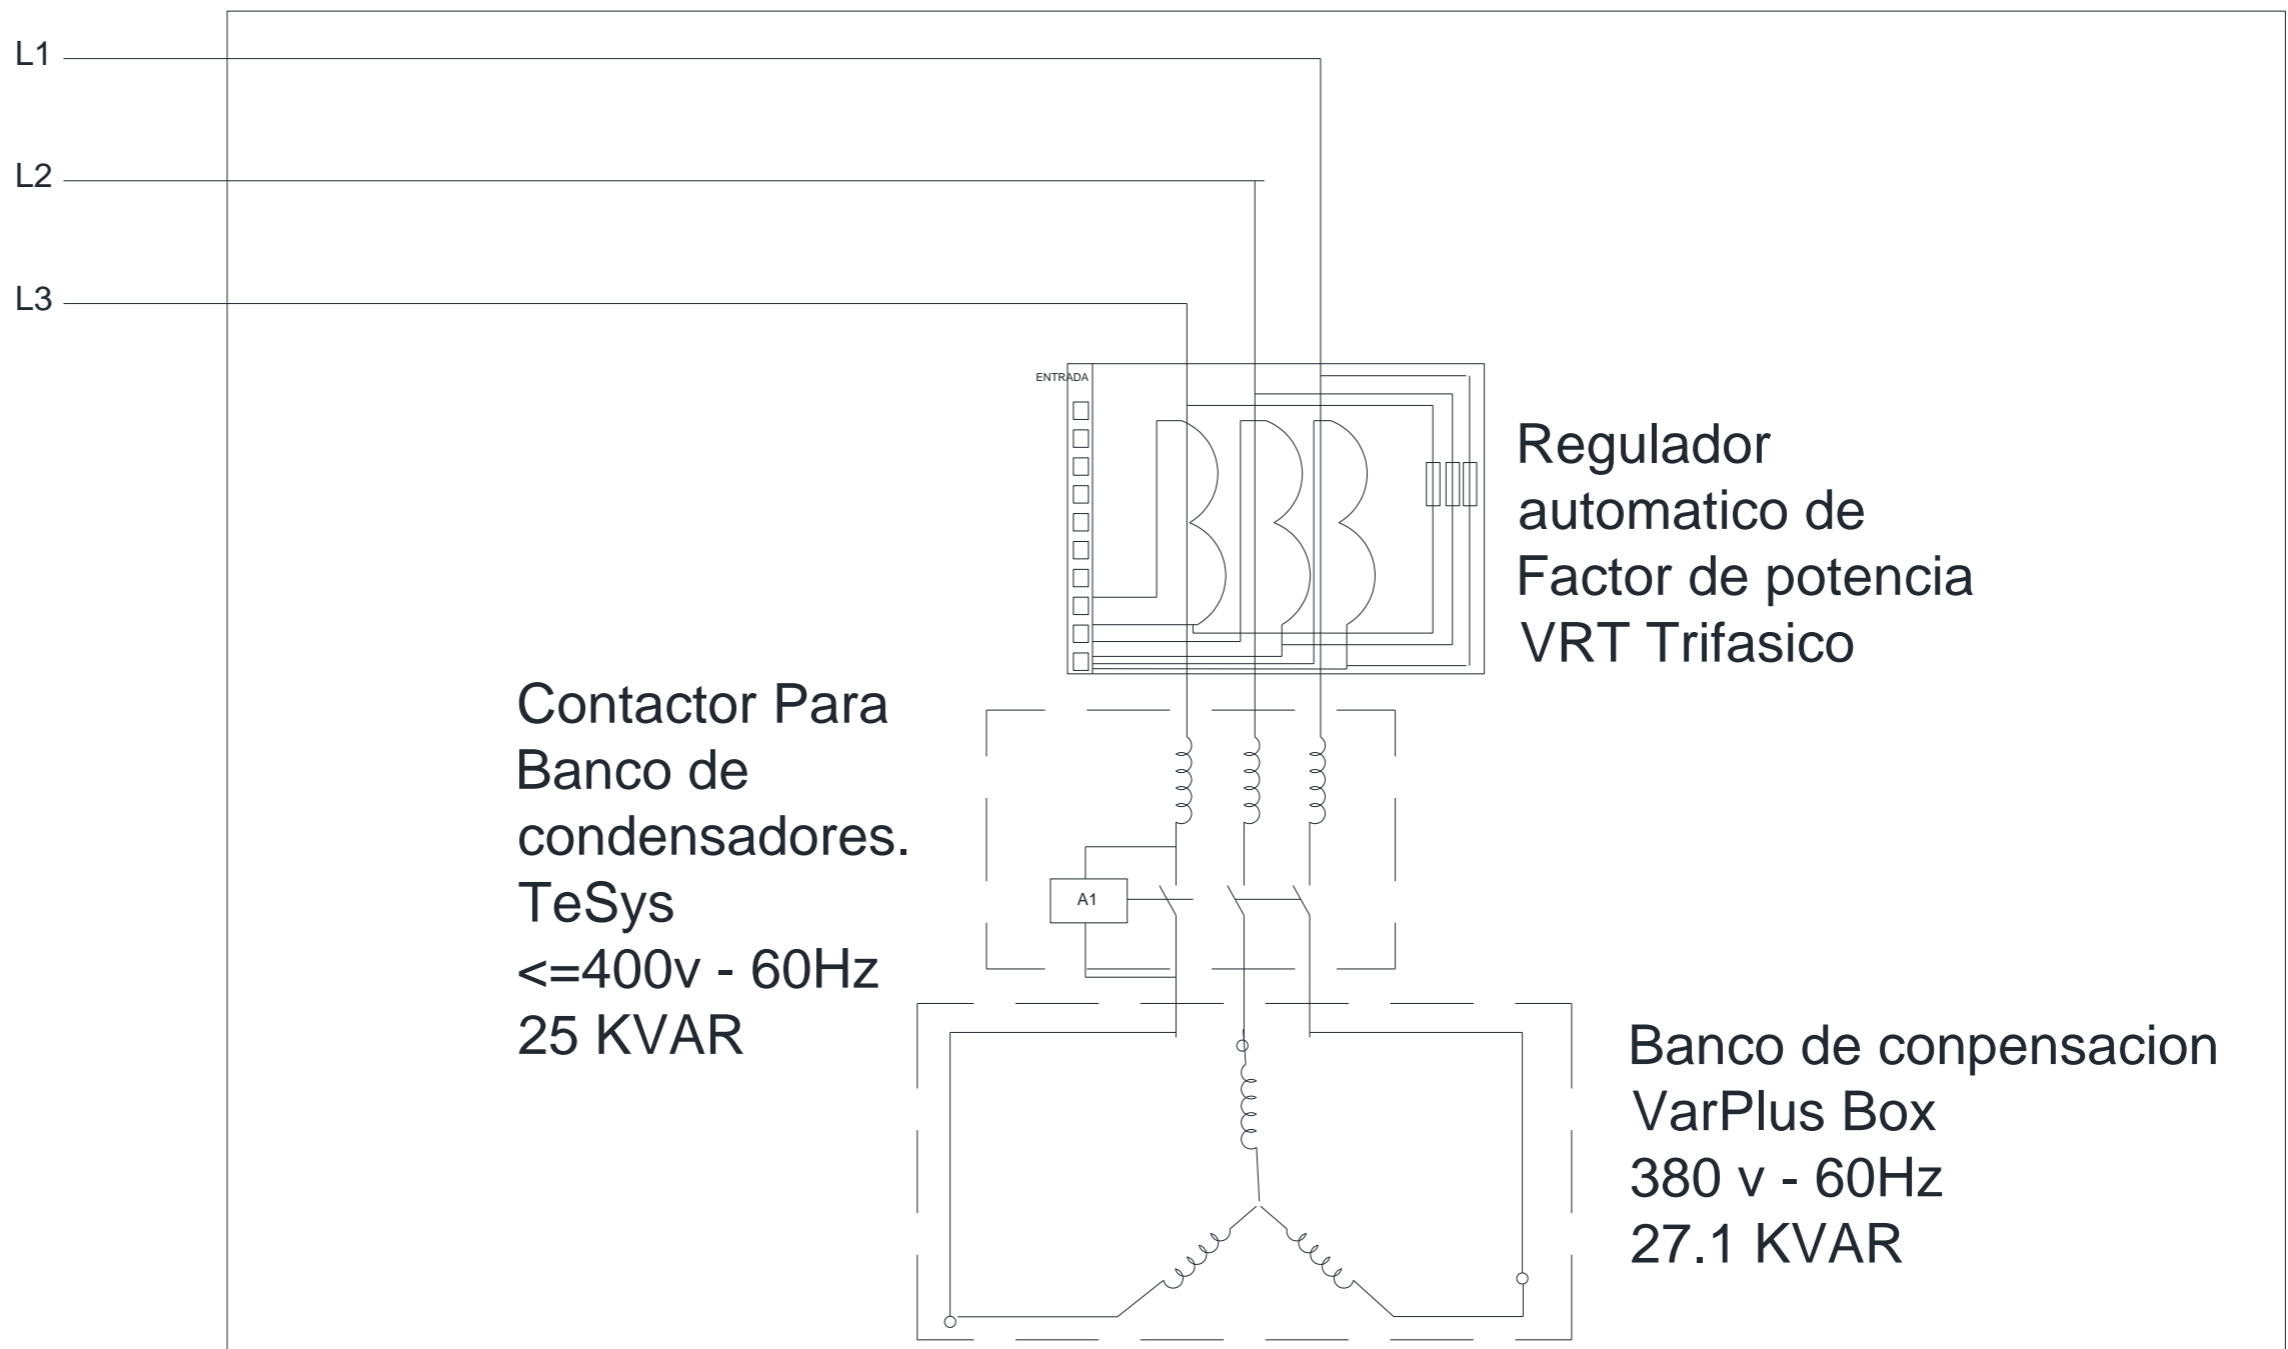 L1
L2
L3
ENTRADA
Regulador
automatico de
Factor de potencia
VRT Trifasico
Contactor Para
Banco de
condensadores.
TeSys
<=400v - 60Hz
25 KVAR
A1
Banco de conpensacion
VarPlus Box
380 v - 60Hz
27.1 KVAR